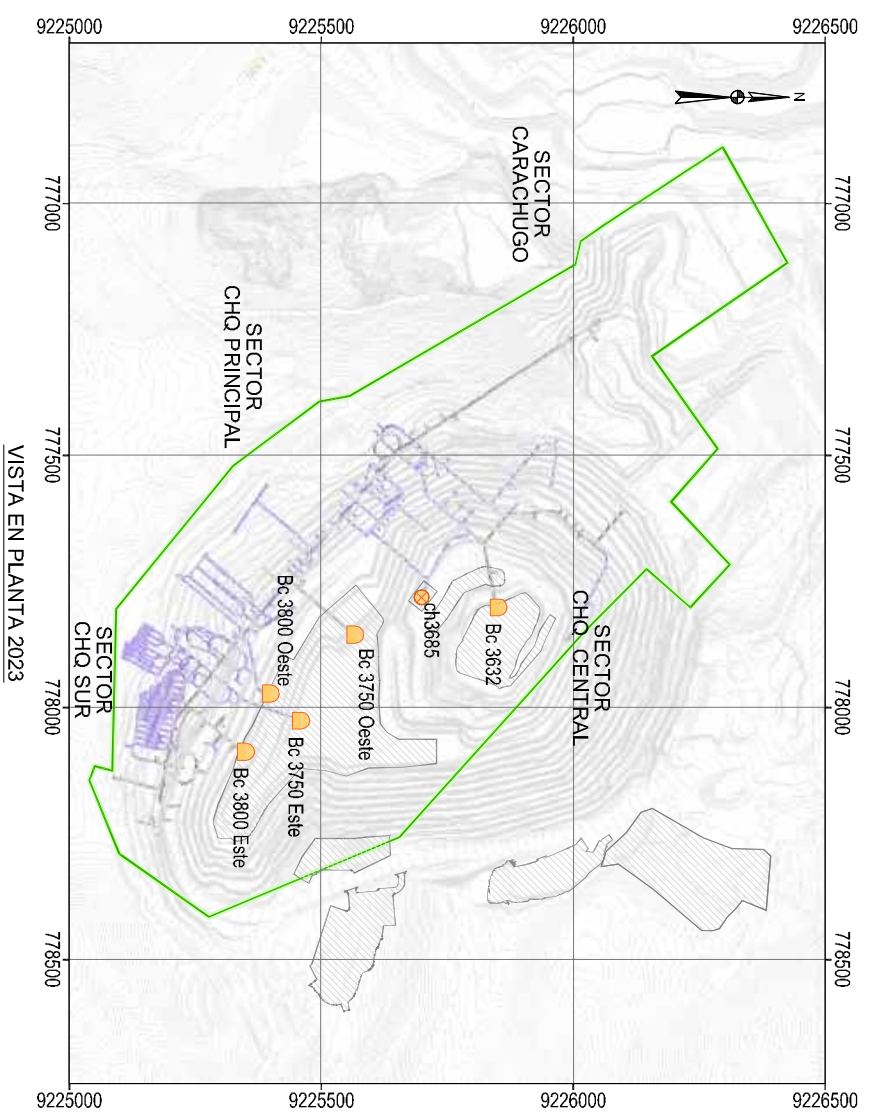 9225000
9225500
9226000
9226500
N
777000
777500
778000
778500
777000
777500
778000
778500
SECTOR
CARACHUGO
SECTOR
CHQ PRINCIPAL
SECTOR
CHQ CENTRAL
SECTOR
CHQ SUR
Bc 3632
ch3685
Bc 3750 Oeste
Bc 3800 Oeste
Bc 3750 Este
Bc 3800 Este
9225000
9225500
9226000
9226500
VISTA EN PLANTA 2023